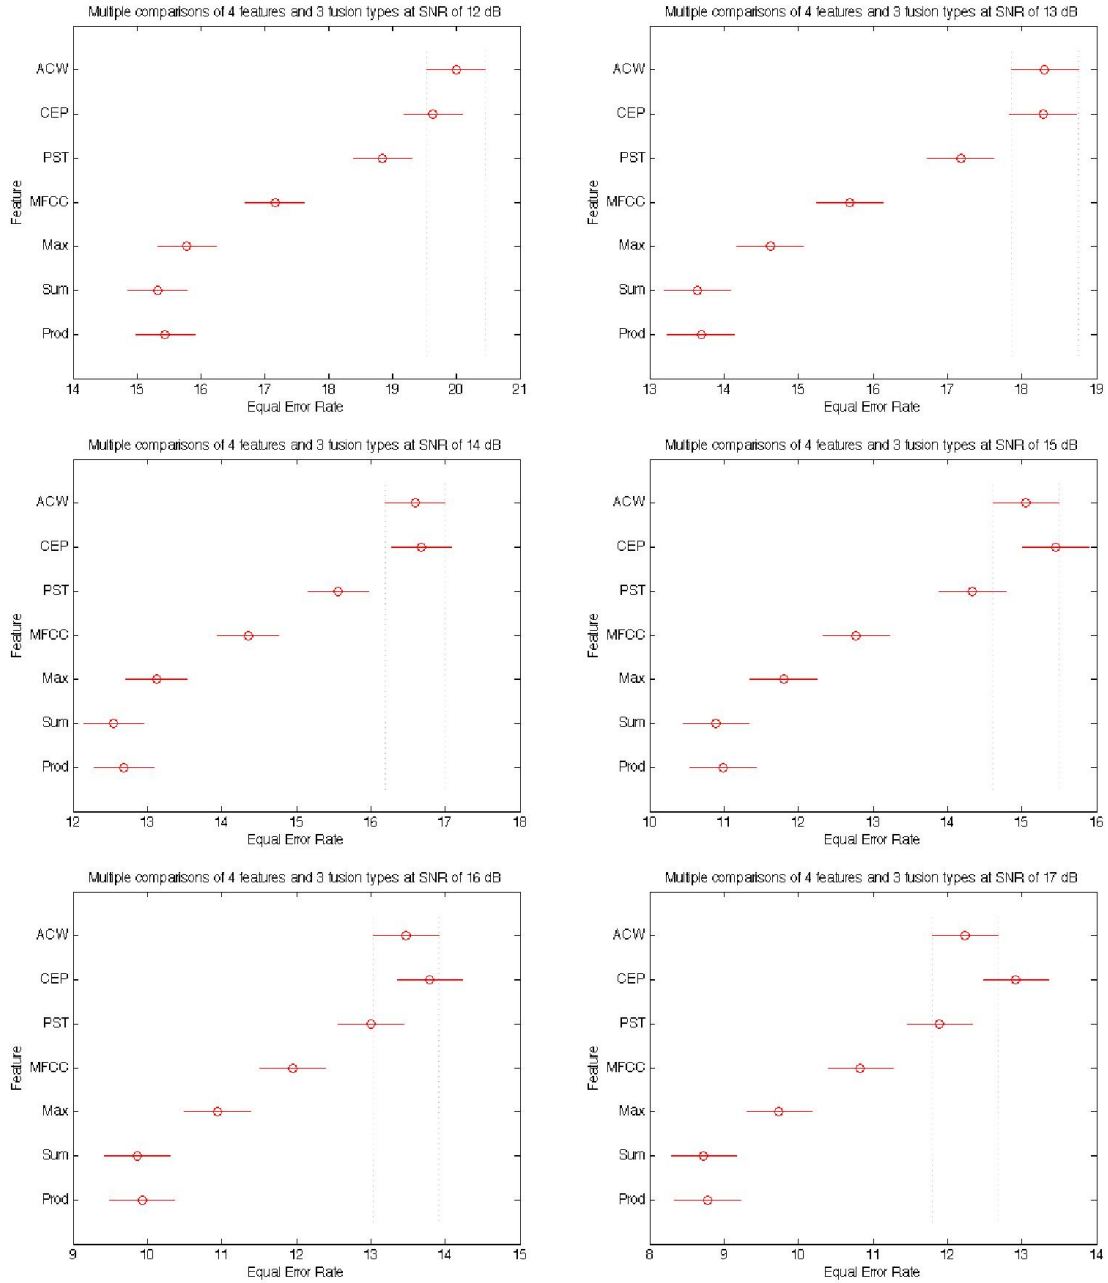 Multiple comparisons of 4 features and 3 fusion types at SNR of 12 dB
Feature
ACW
CEP
PST
MFCC
Max
Sum
Prod
14 15 16 17 18 19 20 21
Equal Error Rate
Multiple comparisons of 4 features and 3 fusion types at SNR of 13 dB
Feature
ACW
CEP
PST
MFCC
Max
Sum
Prod
13 14 15 16 17 18 19
Equal Error Rate
Multiple comparisons of 4 features and 3 fusion types at SNR of 14 dB
Feature
ACW
CEP
PST
MFCC
Max
Sum
Prod
12 13 14 15 16 17 18
Equal Error Rate
Multiple comparisons of 4 features and 3 fusion types at SNR of 15 dB
Feature
ACW
CEP
PST
MFCC
Max
Sum
Prod
10 11 12 13 14 15 16
Equal Error Rate
Multiple comparisons of 4 features and 3 fusion types at SNR of 16 dB
Feature
ACW
CEP
PST
MFCC
Max
Sum
Prod
9 10 11 12 13 14 15
Equal Error Rate
Multiple comparisons of 4 features and 3 fusion types at SNR of 17 dB
Feature
ACW
CEP
PST
MFCC
Max
Sum
Prod
8 9 10 11 12 13 14
Equal Error Rate